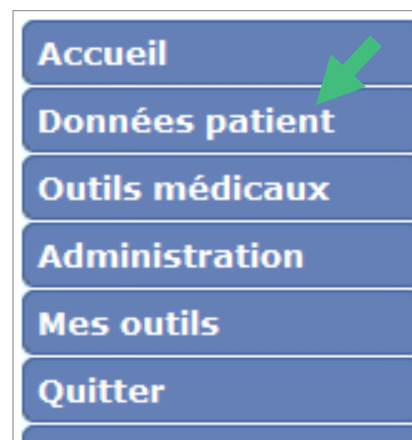 Accueil
Données patient
Outils médicaux
Administration
Mes outils
Quitter